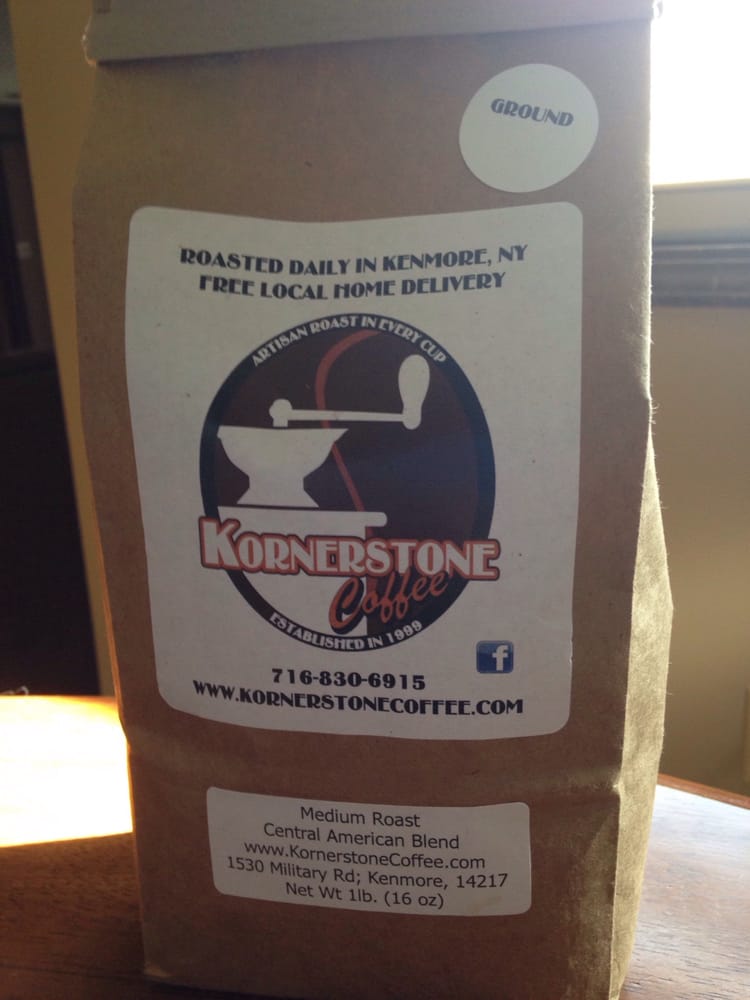 GROUND
ROASTED DAILY IN KENMORE, NY
FREE LOCAL HOME DELIVERY
ARTISAN ROAST IN EVERY CUP
KORNERSTONE
Coffee
ESTABLISHED IN 1999
f
716-830-6915
WWW.KORNERSTONECOFFEE.COM
Medium Roast
Central American Blend
www.KornerstoneCoffee.com
1530 Military Rd; Kenmore, 14217
Net Wt 1lb. (16 oz)